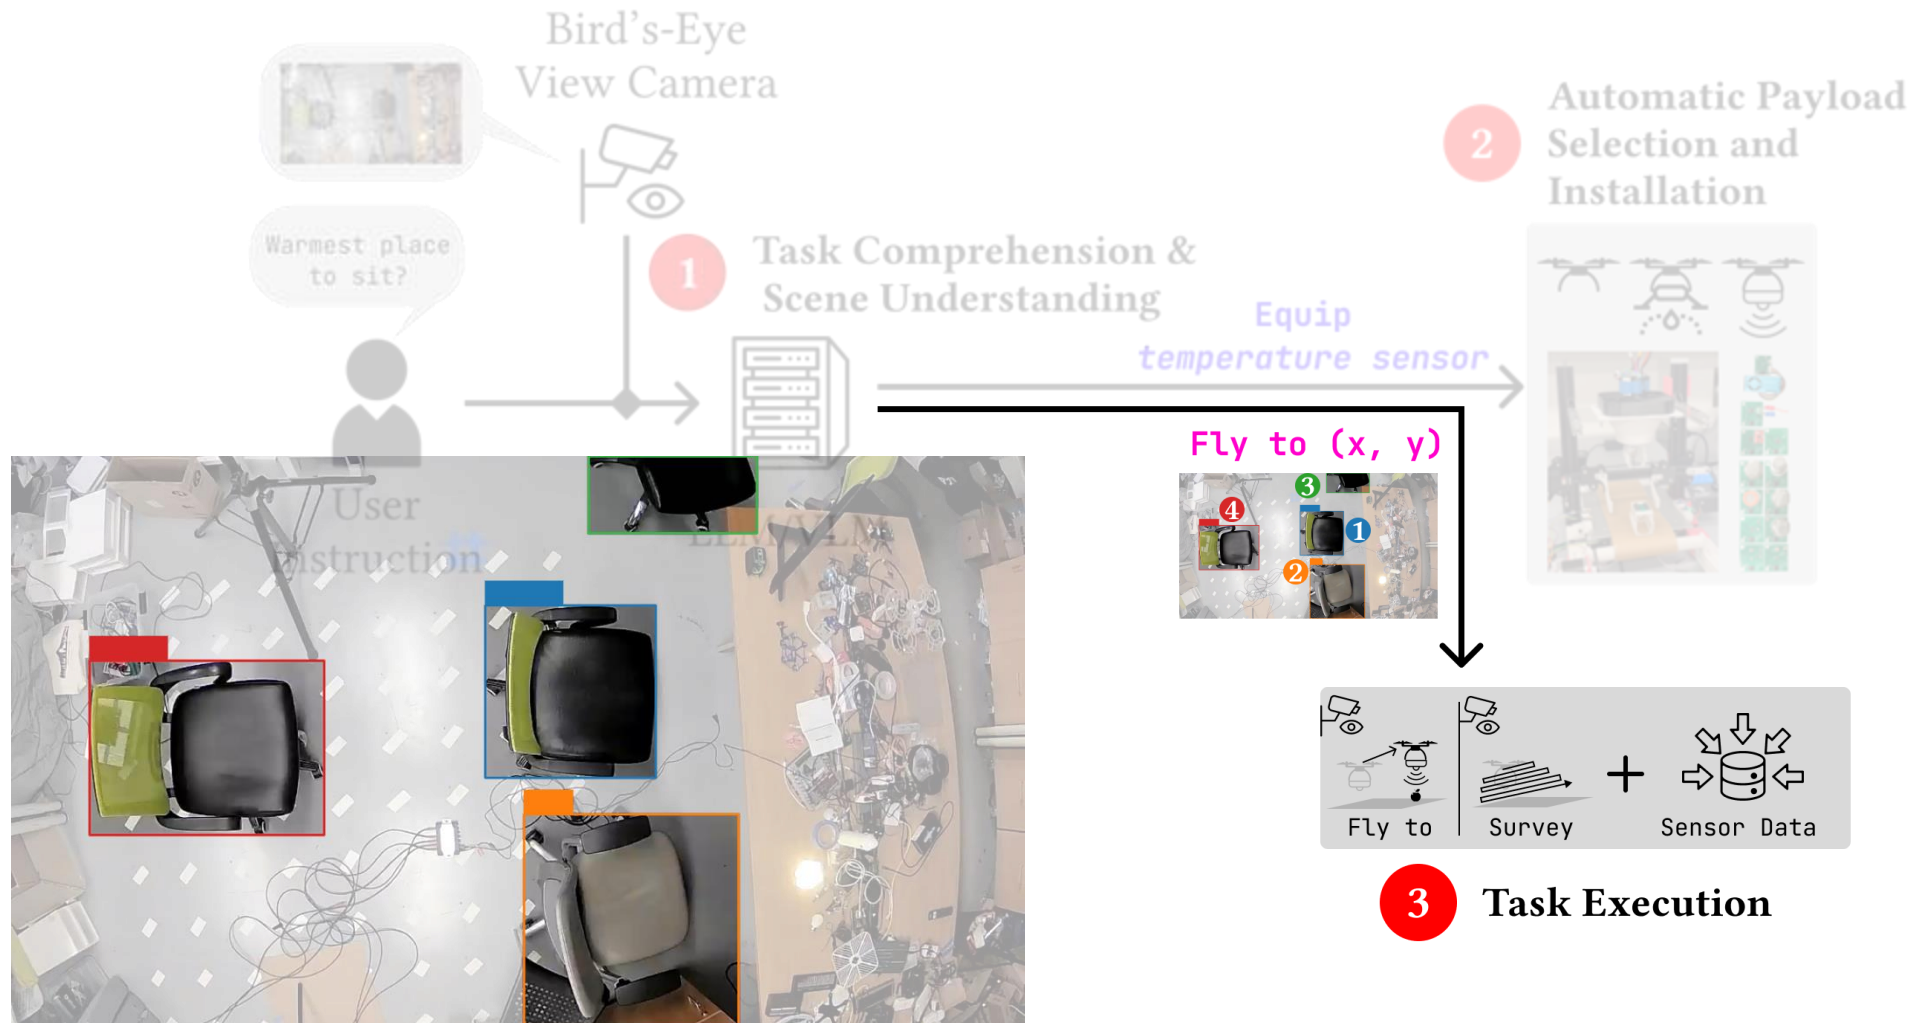 Bird's-Eye
View Camera
Warmest place
to sit?
1
Task Comprehension &
Scene Understanding
2
Automatic Payload
Selection and
Installation
Equip
temperature sensor
User
Instruction
LLM/VLM
Fly to (x, y)
3
4
1
2
Fly to
Survey
Sensor Data
3
Task Execution